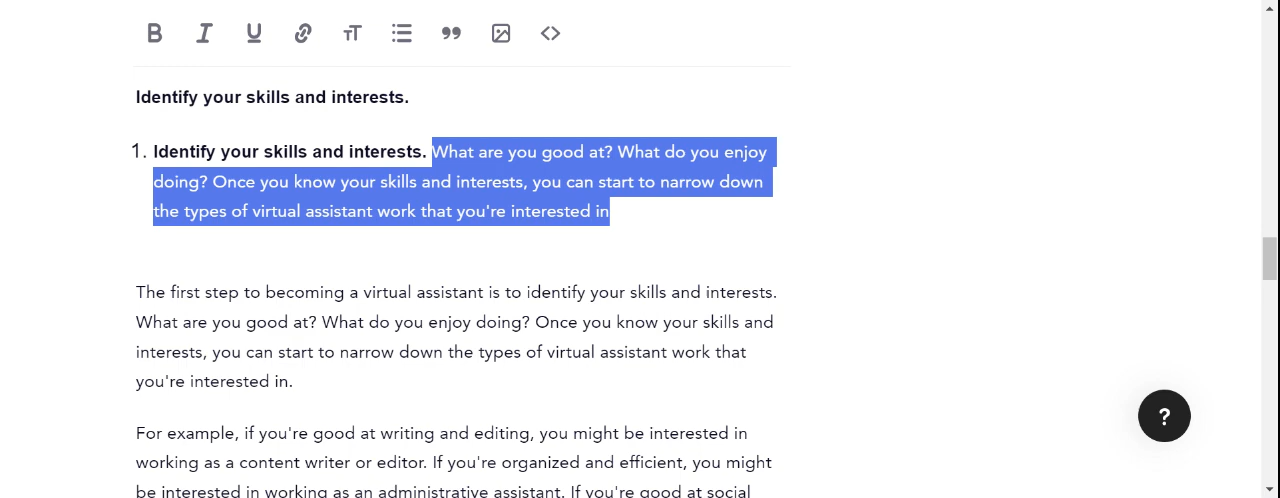 B I U TT
Identify your skills and interests.
1. Identify your skills and interests. What are you good at? What do you enjoy
doing? Once you know your skills and interests, you can start to narrow down
the types of virtual assistant work that you're interested in
The first step to becoming a virtual assistant is to identify your skills and interests.
What are you good at? What do you enjoy doing? Once you know your skills and
interests, you can start to narrow down the types of virtual assistant work that
you're interested in.
For example, if you're good at writing and editing, you might be interested in
working as a content writer or editor. If you're organized and efficient, you might
be interested in working as an administrative assistant. If you're good at social
?